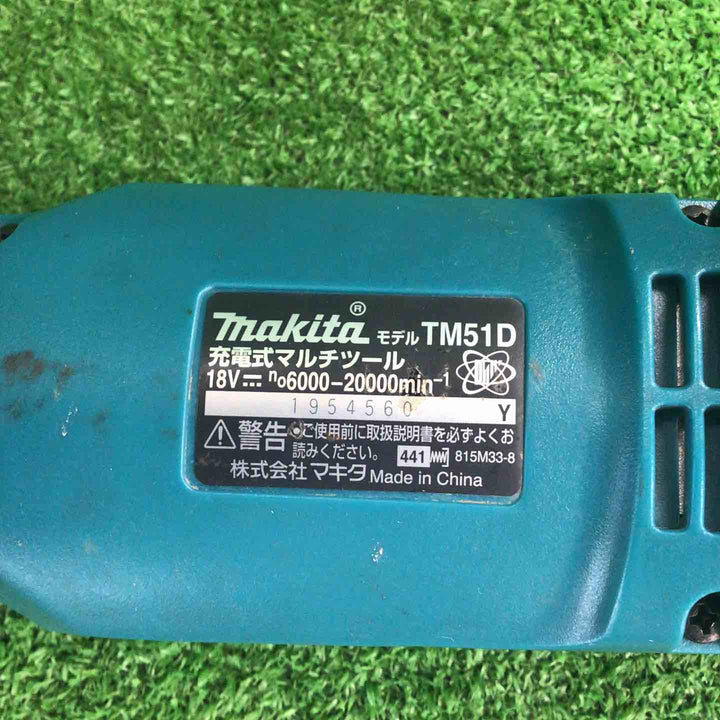 makita® モデル TM51D
充電式マルチツール
18V⎓ n₀6000−20000min⁻¹
1954560 Y
⚠警告 ●ご使用前に取扱説明書を必ずよくお
読みください。 441 815M33-8
株式会社マキタ Made in China